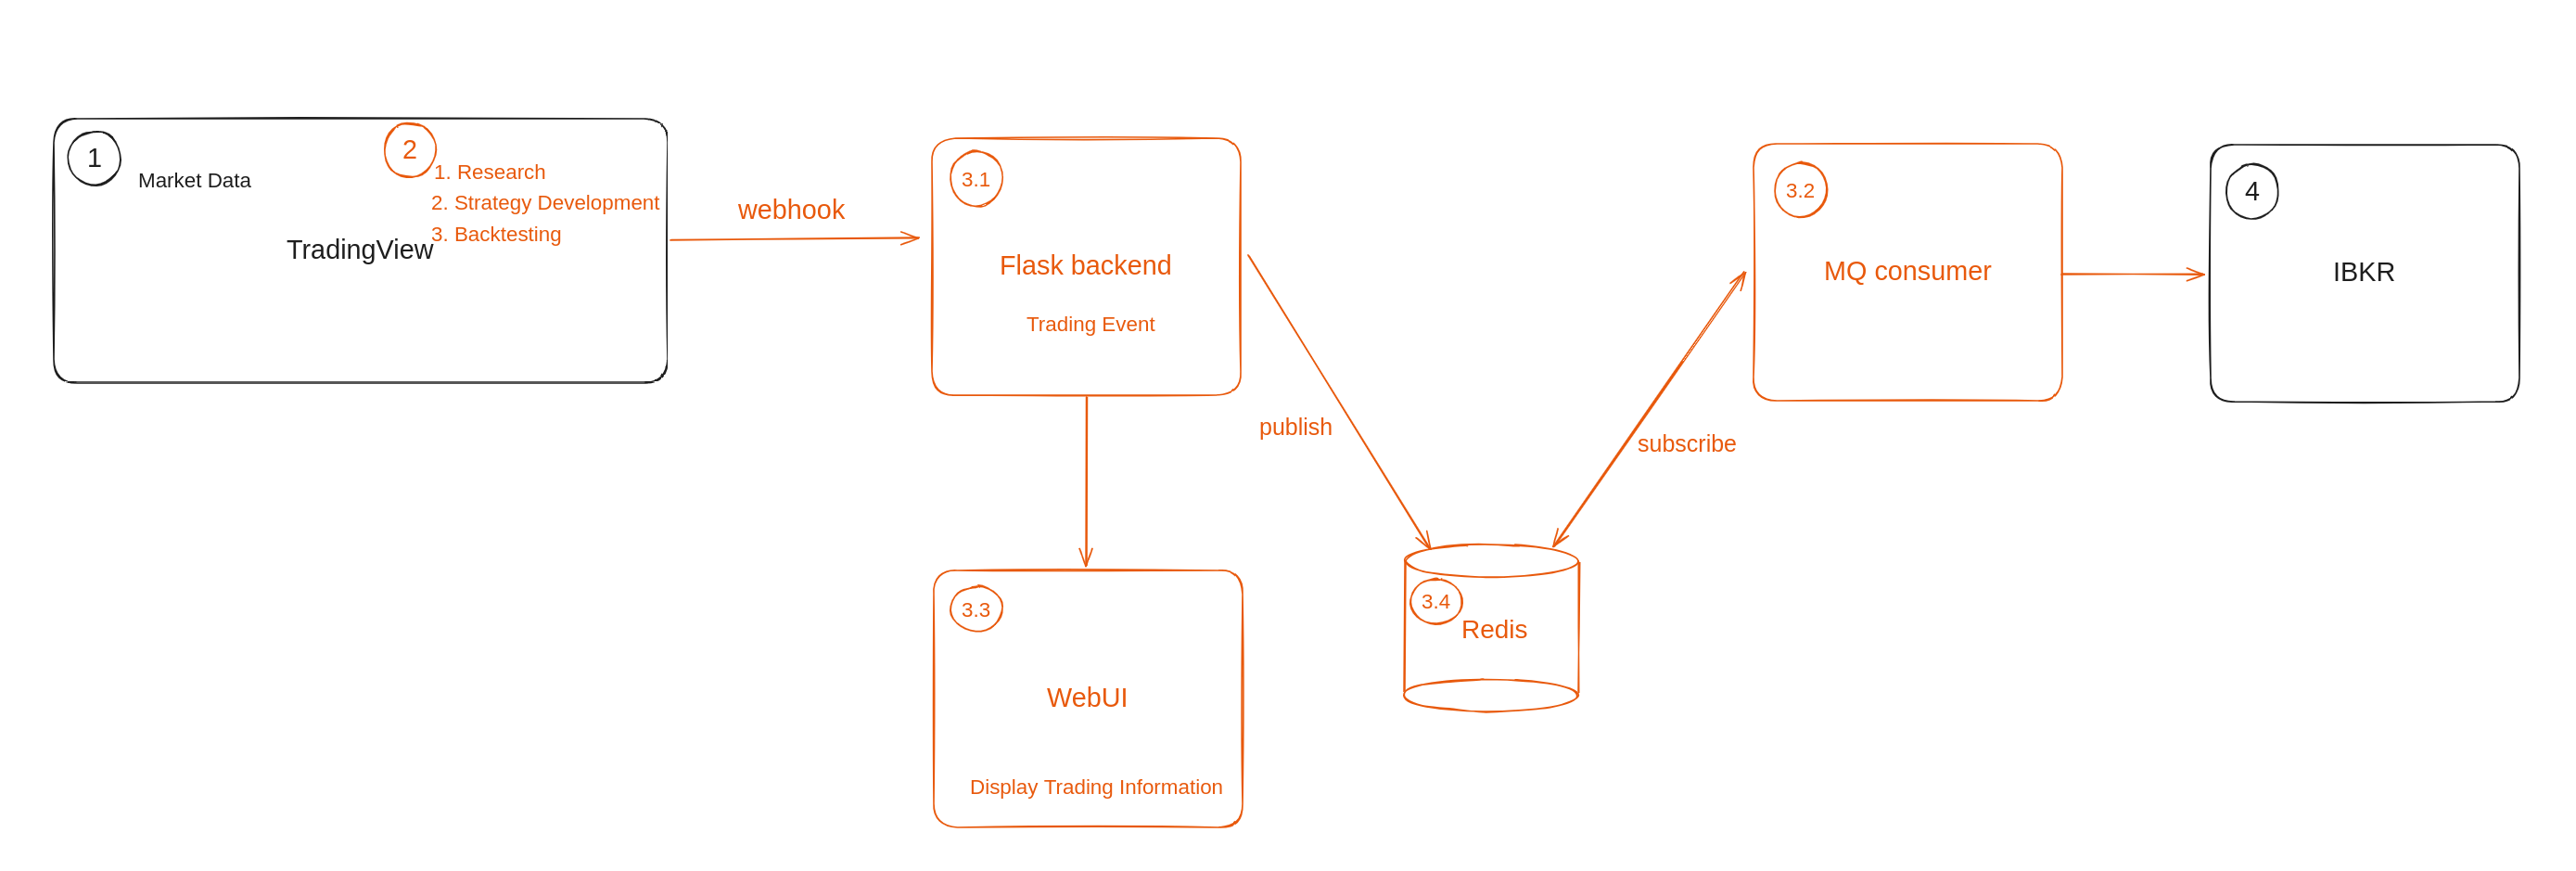 1
Market Data
TradingView
2
1. Research
2. Strategy Development
3. Backtesting
webhook
3.1
Flask backend
Trading Event
publish
3.3
WebUI
Display Trading Information
3.4
Redis
subscribe
3.2
MQ consumer
4
IBKR